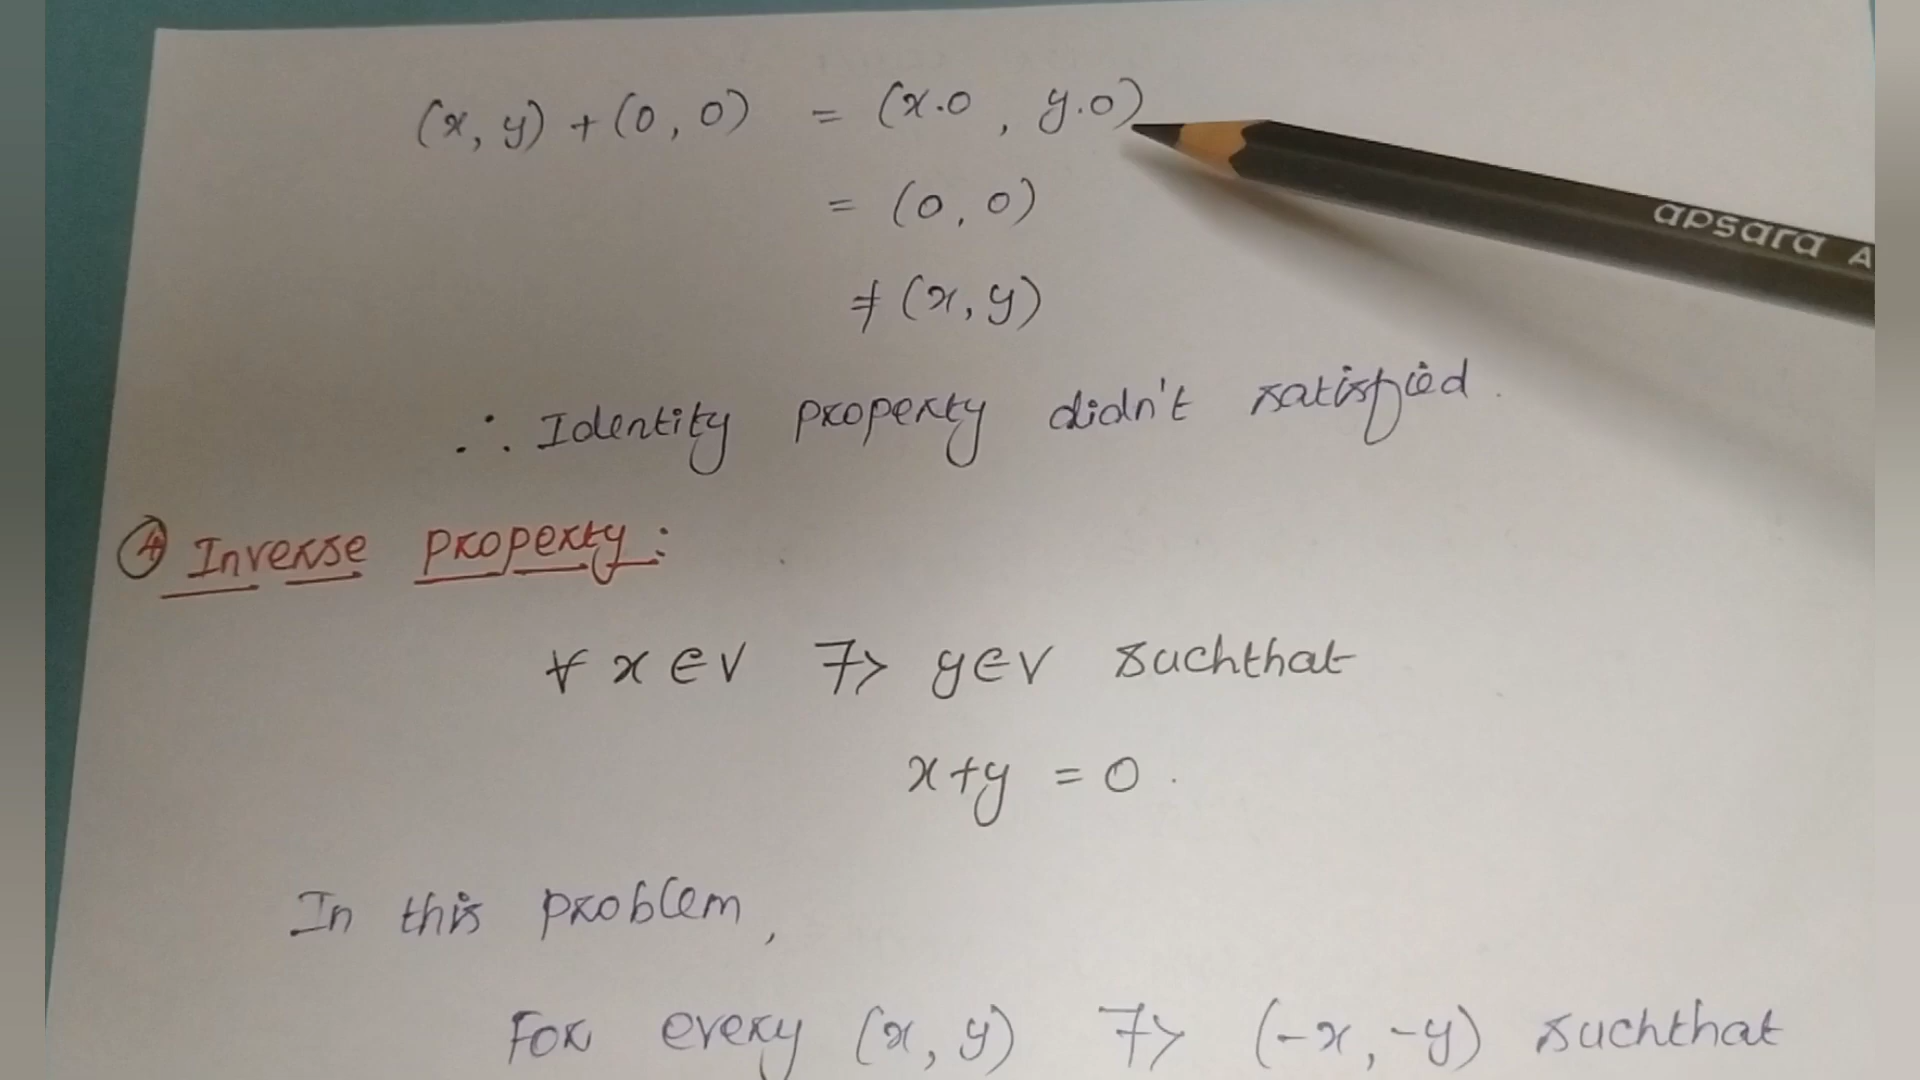 (x, y) + (0, 0) = (x.0 , y.0)
= (0, 0)
≠ (x, y)
∴ Identity property didn't satisfied.
④ Inverse property:
∀ x ∈ V ∃> y ∈ V suchthat
x+y = 0.
In this problem,
For every (x, y) ∃> (-x, -y) suchthat
apsara A